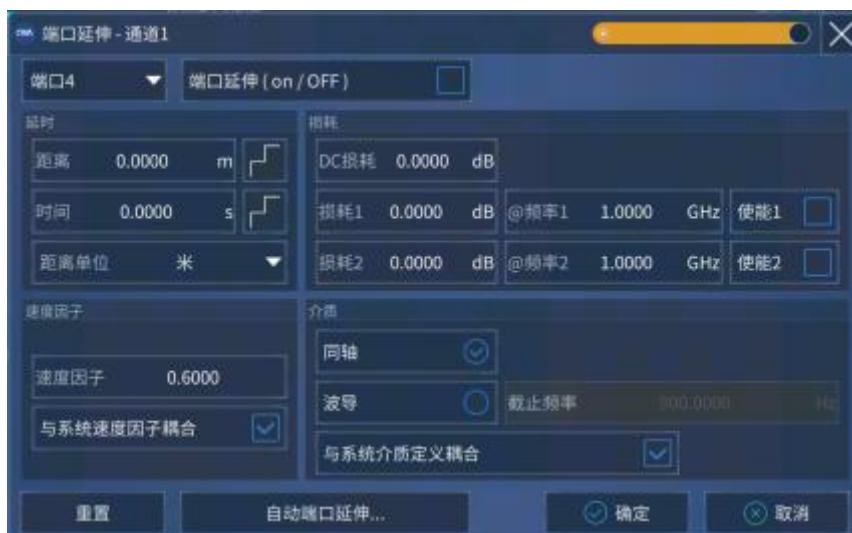 端口延伸-通道1
端口4 端口延伸(on/OFF)
延时 损耗
距离 0.0000 m DC损耗 0.0000 dB
时间 0.0000 s 损耗1 0.0000 dB @频率1 1.0000 GHz 使能1
距离单位 米 损耗2 0.0000 dB @频率2 1.0000 GHz 使能2
速度因子 介质
同轴
速度因子 0.6000
波导 截止频率 900.0000 Hz
与系统速度因子耦合
与系统介质定义耦合
重置 自动端口延伸... 确定 取消